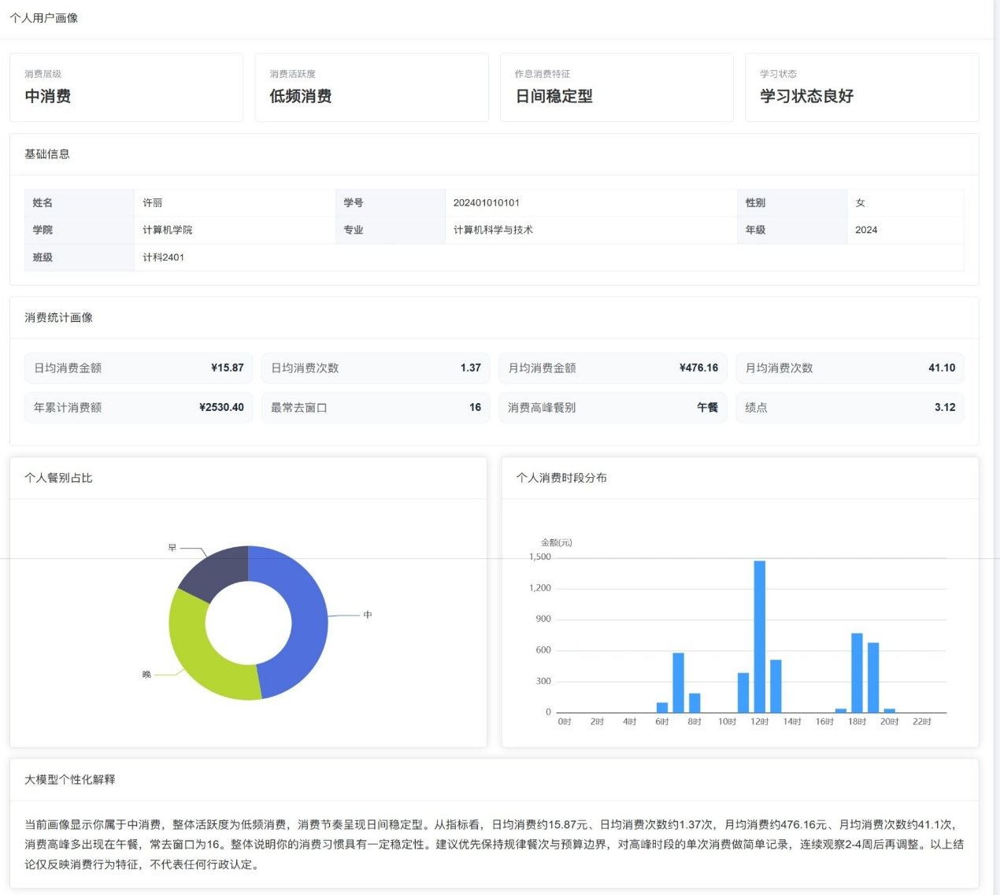 个人用户画像
消费层级
中消费
消费活跃度
低频消费
作息消费特征
日间稳定型
学习状态
学习状态良好
基础信息
姓名 许丽 学号 202401010101 性别 女
学院 计算机学院 专业 计算机科学与技术 年级 2024
班级 计科2401
消费统计画像
日均消费金额 ¥15.87 日均消费次数 1.37 月均消费金额 ¥476.16 月均消费次数 41.10
年累计消费额 ¥2530.40 最常去窗口 16 消费高峰餐别 午餐 绩点 3.12
个人餐别占比
早
中
晚
个人消费时段分布
金额(元)
1,500
1,200
900
600
300
0
0时 2时 4时 6时 8时 10时 12时 14时 16时 18时 20时 22时
大模型个性化解释
当前画像显示你属于中消费，整体活跃度为低频消费，消费节奏呈现日间稳定型。从指标看，日均消费约15.87元、日均消费次数约1.37次，月均消费约476.16元、月均消费次数约41.1次，
消费高峰多出现在午餐，常去窗口为16。整体说明你的消费习惯具有一定稳定性。建议优先保持规律餐次与预算边界，对高峰时段的单次消费做简单记录，连续观察2-4周后再调整。以上结
论仅反映消费行为特征，不代表任何行政认定。